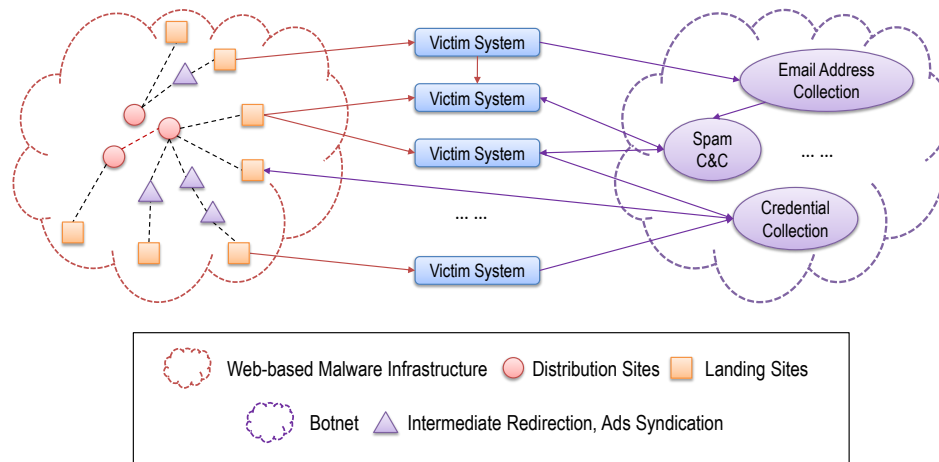 Victim System
Email Address
Collection
Victim System
Spam
C&C
... ...
Victim System
Credential
Collection
... ...
Victim System
Web-based Malware Infrastructure
Distribution Sites
Landing Sites
Botnet
Intermediate Redirection, Ads Syndication